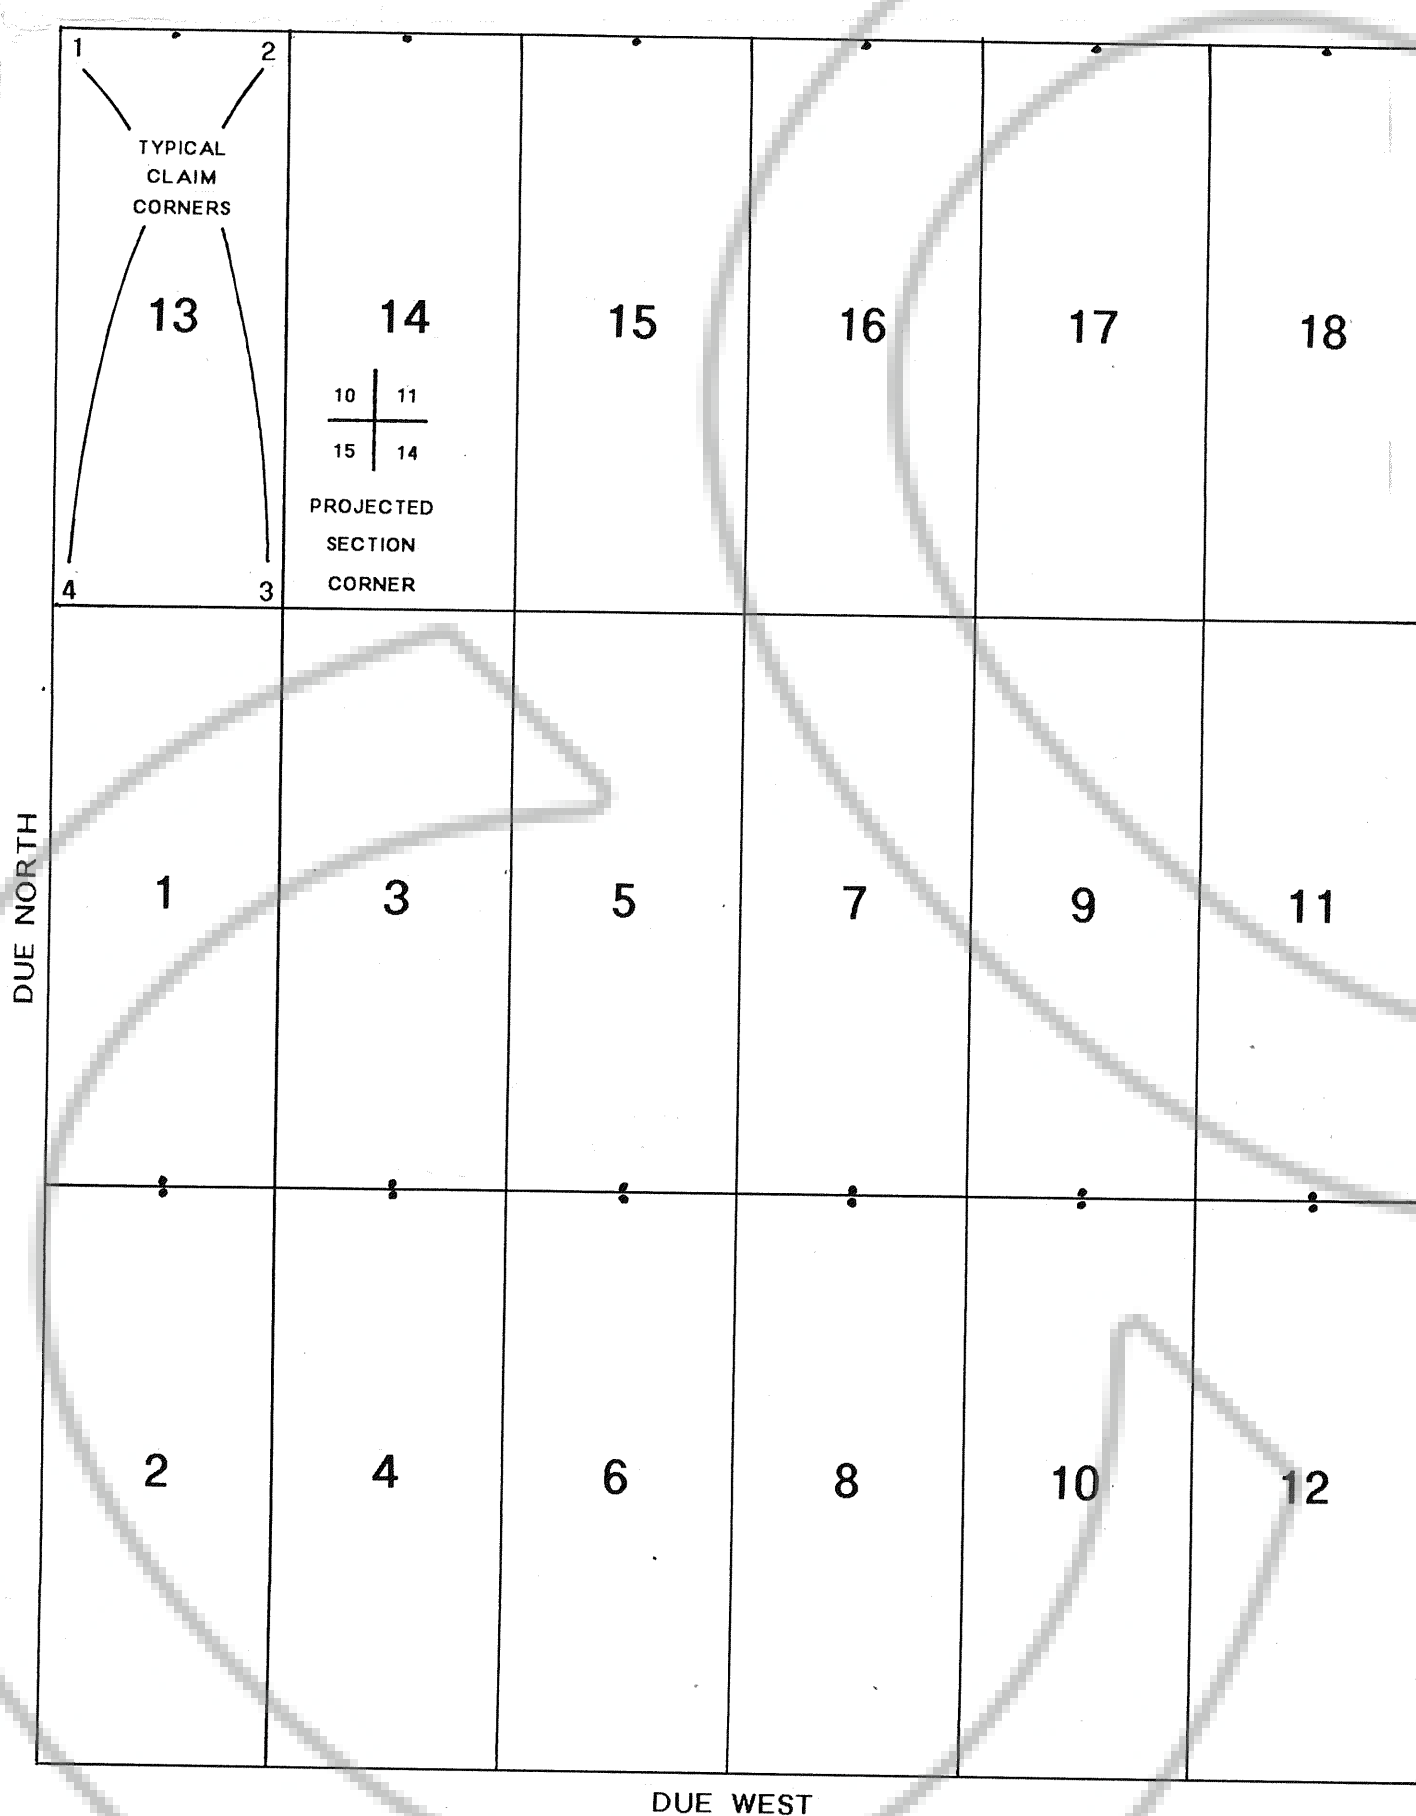 1 2
TYPICAL
CLAIM
CORNERS
13 14 15 16 17 18
10 11
15 14
PROJECTED
SECTION
CORNER
4 3
DUE NORTH
1 3 5 7 9 11
2 4 6 8 10 12
DUE WEST